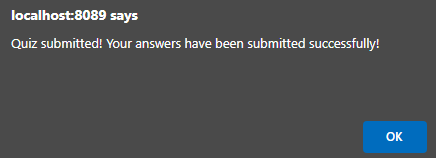 localhost:8089 says
Quiz submitted! Your answers have been submitted successfully!
OK